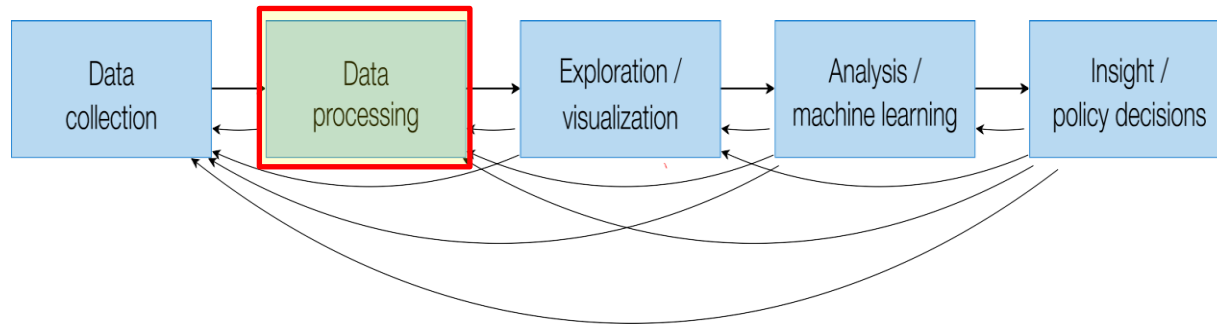 Data
collection
Data
processing
Exploration /
visualization
Analysis /
machine learning
Insight /
policy decisions